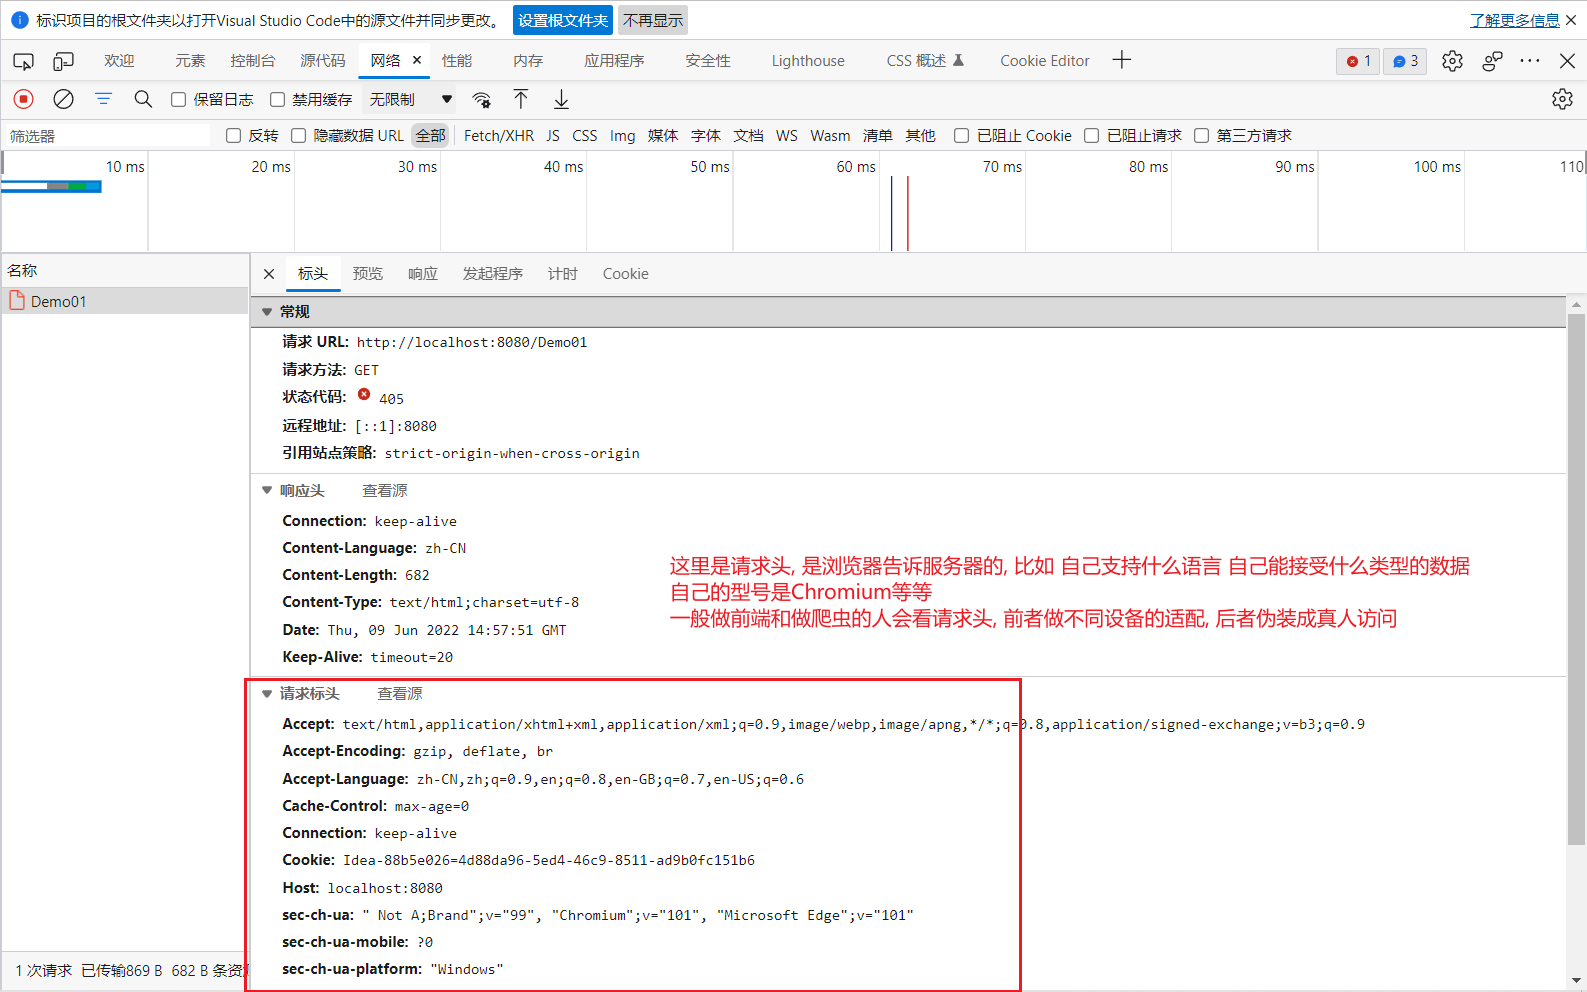 标识项目的根文件夹以打开Visual Studio Code中的源文件并同步更改。 设置根文件夹 不再显示 了解更多信息
欢迎 元素 控制台 源代码 网络 性能 内存 应用程序 安全性 Lighthouse CSS 概述 Cookie Editor 1 3
保留日志 禁用缓存 无限制
筛选器 反转 隐藏数据 URL 全部 Fetch/XHR JS CSS Img 媒体 字体 文档 WS Wasm 清单 其他 已阻止 Cookie 已阻止请求 第三方请求
10 ms 20 ms 30 ms 40 ms 50 ms 60 ms 70 ms 80 ms 90 ms 100 ms 110
名称
Demo01
标头 预览 响应 发起程序 计时 Cookie
常规
请求 URL: http://localhost:8080/Demo01
请求方法: GET
状态代码: 405
远程地址: [::1]:8080
引用站点策略: strict-origin-when-cross-origin
响应头 查看源
Connection: keep-alive
Content-Language: zh-CN
Content-Length: 682
Content-Type: text/html;charset=utf-8
Date: Thu, 09 Jun 2022 14:57:51 GMT
Keep-Alive: timeout=20
这里是请求头, 是浏览器告诉服务器的, 比如 自己支持什么语言 自己能接受什么类型的数据
自己的型号是Chromium等等
一般做前端和做爬虫的人会看请求头, 前者做不同设备的适配, 后者伪装成真人访问
请求标头 查看源
Accept: text/html,application/xhtml+xml,application/xml;q=0.9,image/webp,image/apng,*/*;q=0.8,application/signed-exchange;v=b3;q=0.9
Accept-Encoding: gzip, deflate, br
Accept-Language: zh-CN,zh;q=0.9,en;q=0.8,en-GB;q=0.7,en-US;q=0.6
Cache-Control: max-age=0
Connection: keep-alive
Cookie: Idea-88b5e026=4d88da96-5ed4-46c9-8511-ad9b0fc151b6
Host: localhost:8080
sec-ch-ua: " Not A;Brand";v="99", "Chromium";v="101", "Microsoft Edge";v="101"
sec-ch-ua-mobile: ?0
sec-ch-ua-platform: "Windows"
1 次请求 已传输869 B 682 B 条资